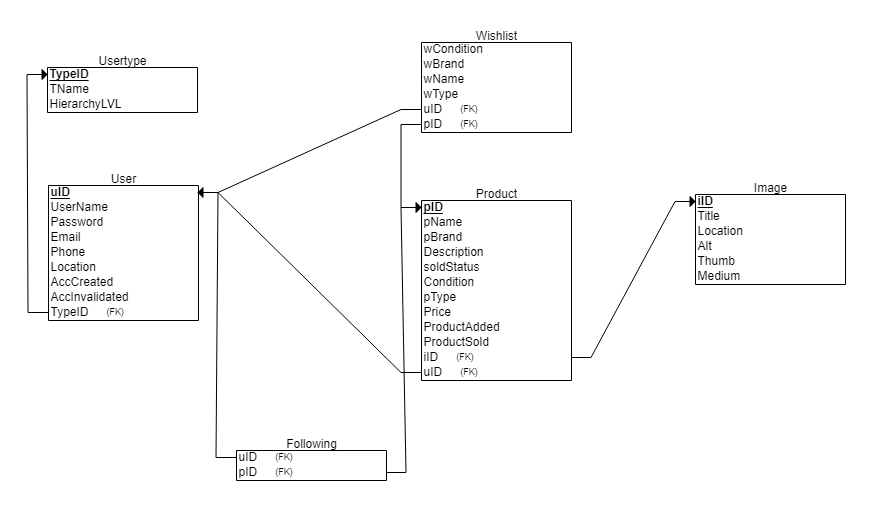 Usertype
TypeID
TName
HierarchyLVL
User
uID
UserName
Password
Email
Phone
Location
AccCreated
AccInvalidated
TypeID (FK)
Wishlist
wCondition
wBrand
wName
wType
uID (FK)
pID (FK)
Product
pID
pName
pBrand
Description
soldStatus
Condition
pType
Price
ProductAdded
ProductSold
iID (FK)
uID (FK)
Image
iID
Title
Location
Alt
Thumb
Medium
Following
uID (FK)
pID (FK)